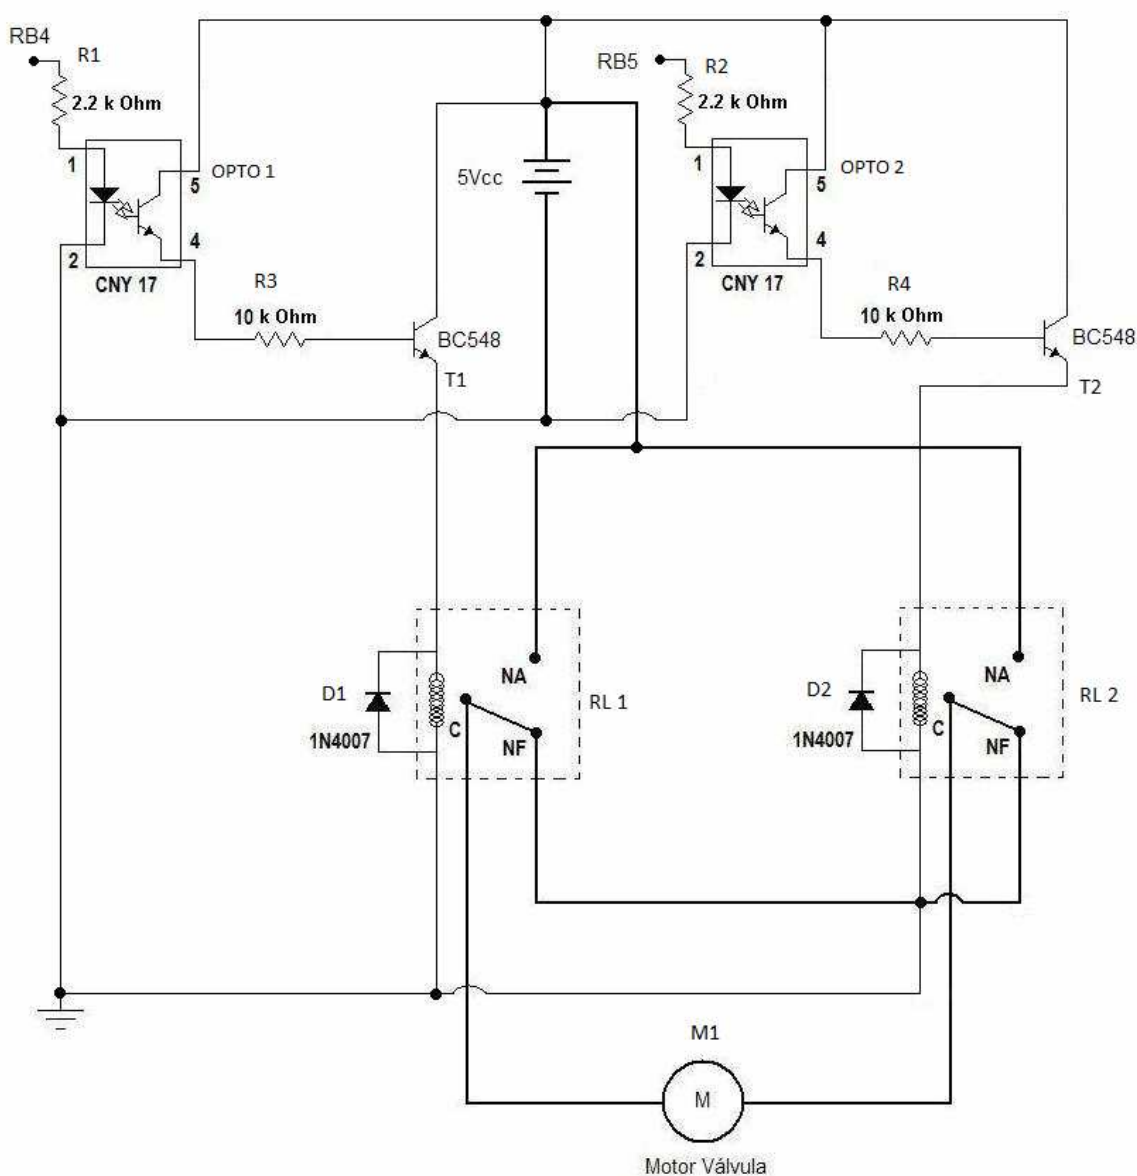 RB4
R1
2.2 k Ohm
1
2
5
4
OPTO 1
CNY 17
R3
10 k Ohm
BC548
T1
5Vcc
RB5
R2
2.2 k Ohm
1
2
5
4
OPTO 2
CNY 17
R4
10 k Ohm
BC548
T2
D1
1N4007
C
NA
NF
RL 1
D2
1N4007
C
NA
NF
RL 2
M1
M
Motor Válvula